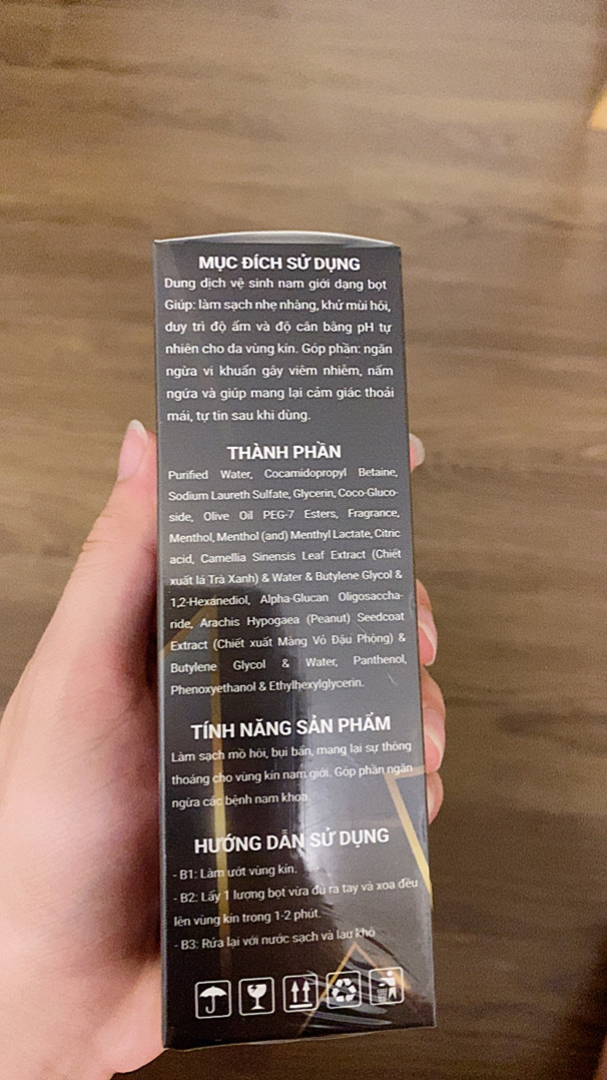 MỤC ĐÍCH SỬ DỤNG
Dung dịch vệ sinh nam giới dạng bọt
Giúp: làm sạch nhẹ nhàng, khử mùi hôi,
duy trì độ ẩm và độ cân bằng pH tự
nhiên cho da vùng kín. Góp phần: ngăn
ngừa vi khuẩn gây viêm nhiễm, nấm
ngứa và giúp mang lại cảm giác thoải
mái, tự tin sau khi dùng.
THÀNH PHẦN
Purified Water, Cocamidopropyl Betaine,
Sodium Laureth Sulfate, Glycerin, Coco-Gluco-
side, Olive Oil PEG-7 Esters, Fragrance,
Menthol, Menthol (and) Menthyl Lactate, Citric
acid, Camellia Sinensis Leaf Extract (Chiết
xuất lá Trà Xanh) & Water & Butylene Glycol &
1,2-Hexanediol, Alpha-Glucan Oligosaccha-
ride, Arachis Hypogaea (Peanut) Seedcoat
Extract (Chiết xuất Màng Vỏ Đậu Phộng) &
Butylene Glycol & Water, Panthenol,
Phenoxyethanol & Ethylhexylglycerin.
TÍNH NĂNG SẢN PHẨM
Làm sạch mồ hôi, bụi bẩn, mang lại sự thông
thoáng cho vùng kín nam giới. Góp phần ngăn
ngừa các bệnh nam khoa.
HƯỚNG DẪN SỬ DỤNG
- B1: Làm ướt vùng kín.
- B2: Lấy 1 lượng bọt vừa đủ ra tay và xoa đều
lên vùng kín trong 1-2 phút.
- B3: Rửa lại với nước sạch và lau khô